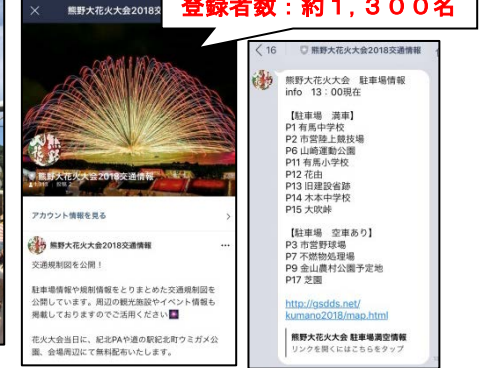 登録者数：約１，３００名
熊野大花火大会2018交
熊野大花火大会2018交通情報
アカウント情報を見る
熊野大花火大会2018交通情報
交通規制図を公開！
駐車場情報や規制情報をとりまとめた交通規制図を
公開しています。周辺の観光施設やイベント情報も
掲載しておりますのでご活用ください
花火大会当日に、紀北PAや道の駅紀北町ウミガメ公
園、会場周辺にて無料配布いたします。
16
熊野大花火大会2018交通情報
熊野大花火大会 駐車場情報
info 13：00現在
【駐車場 満車】
P1 有馬中学校
P2 市営陸上競技場
P6 山崎運動公園
P11 有馬小学校
P12 花由
P13 旧建設省跡
P14 木本中学校
P15 大吹峠
【駐車場 空車あり】
P3 市営野球場
P7 不燃物処理場
P9 金山農村公園予定地
P17 芝園
http://gsdds.net/
kumano2018/map.html
熊野大花火大会 駐車場満空情報
リンクを開くにはこちらをタップ